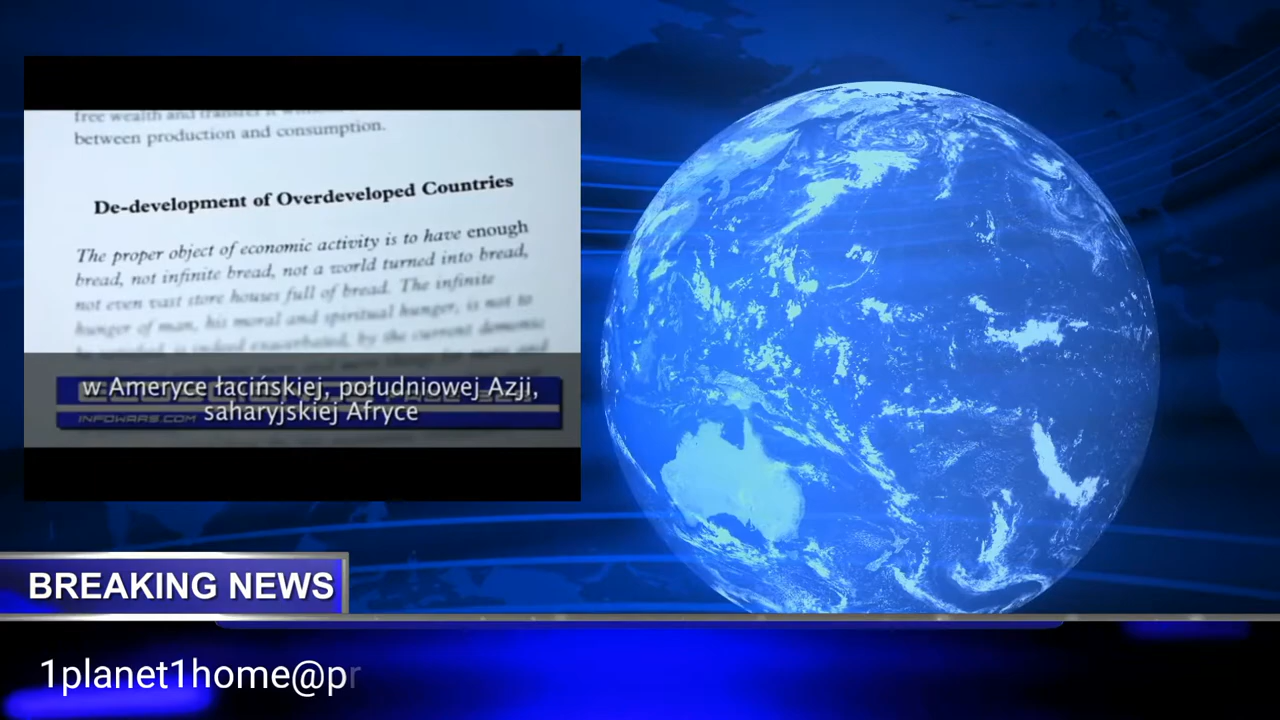 between production and consumption.
De-development of Overdeveloped Countries
The proper object of economic activity is to have enough
bread, not infinite bread, not a world turned into bread,
not even vast store houses full of bread. The infinite
hunger of man, his moral and spiritual hunger, is not to
w Ameryce łacińskiej, południowej Azji,
saharyjskiej Afryce
INFOWARS.COM
BREAKING NEWS
1planet1home@pr